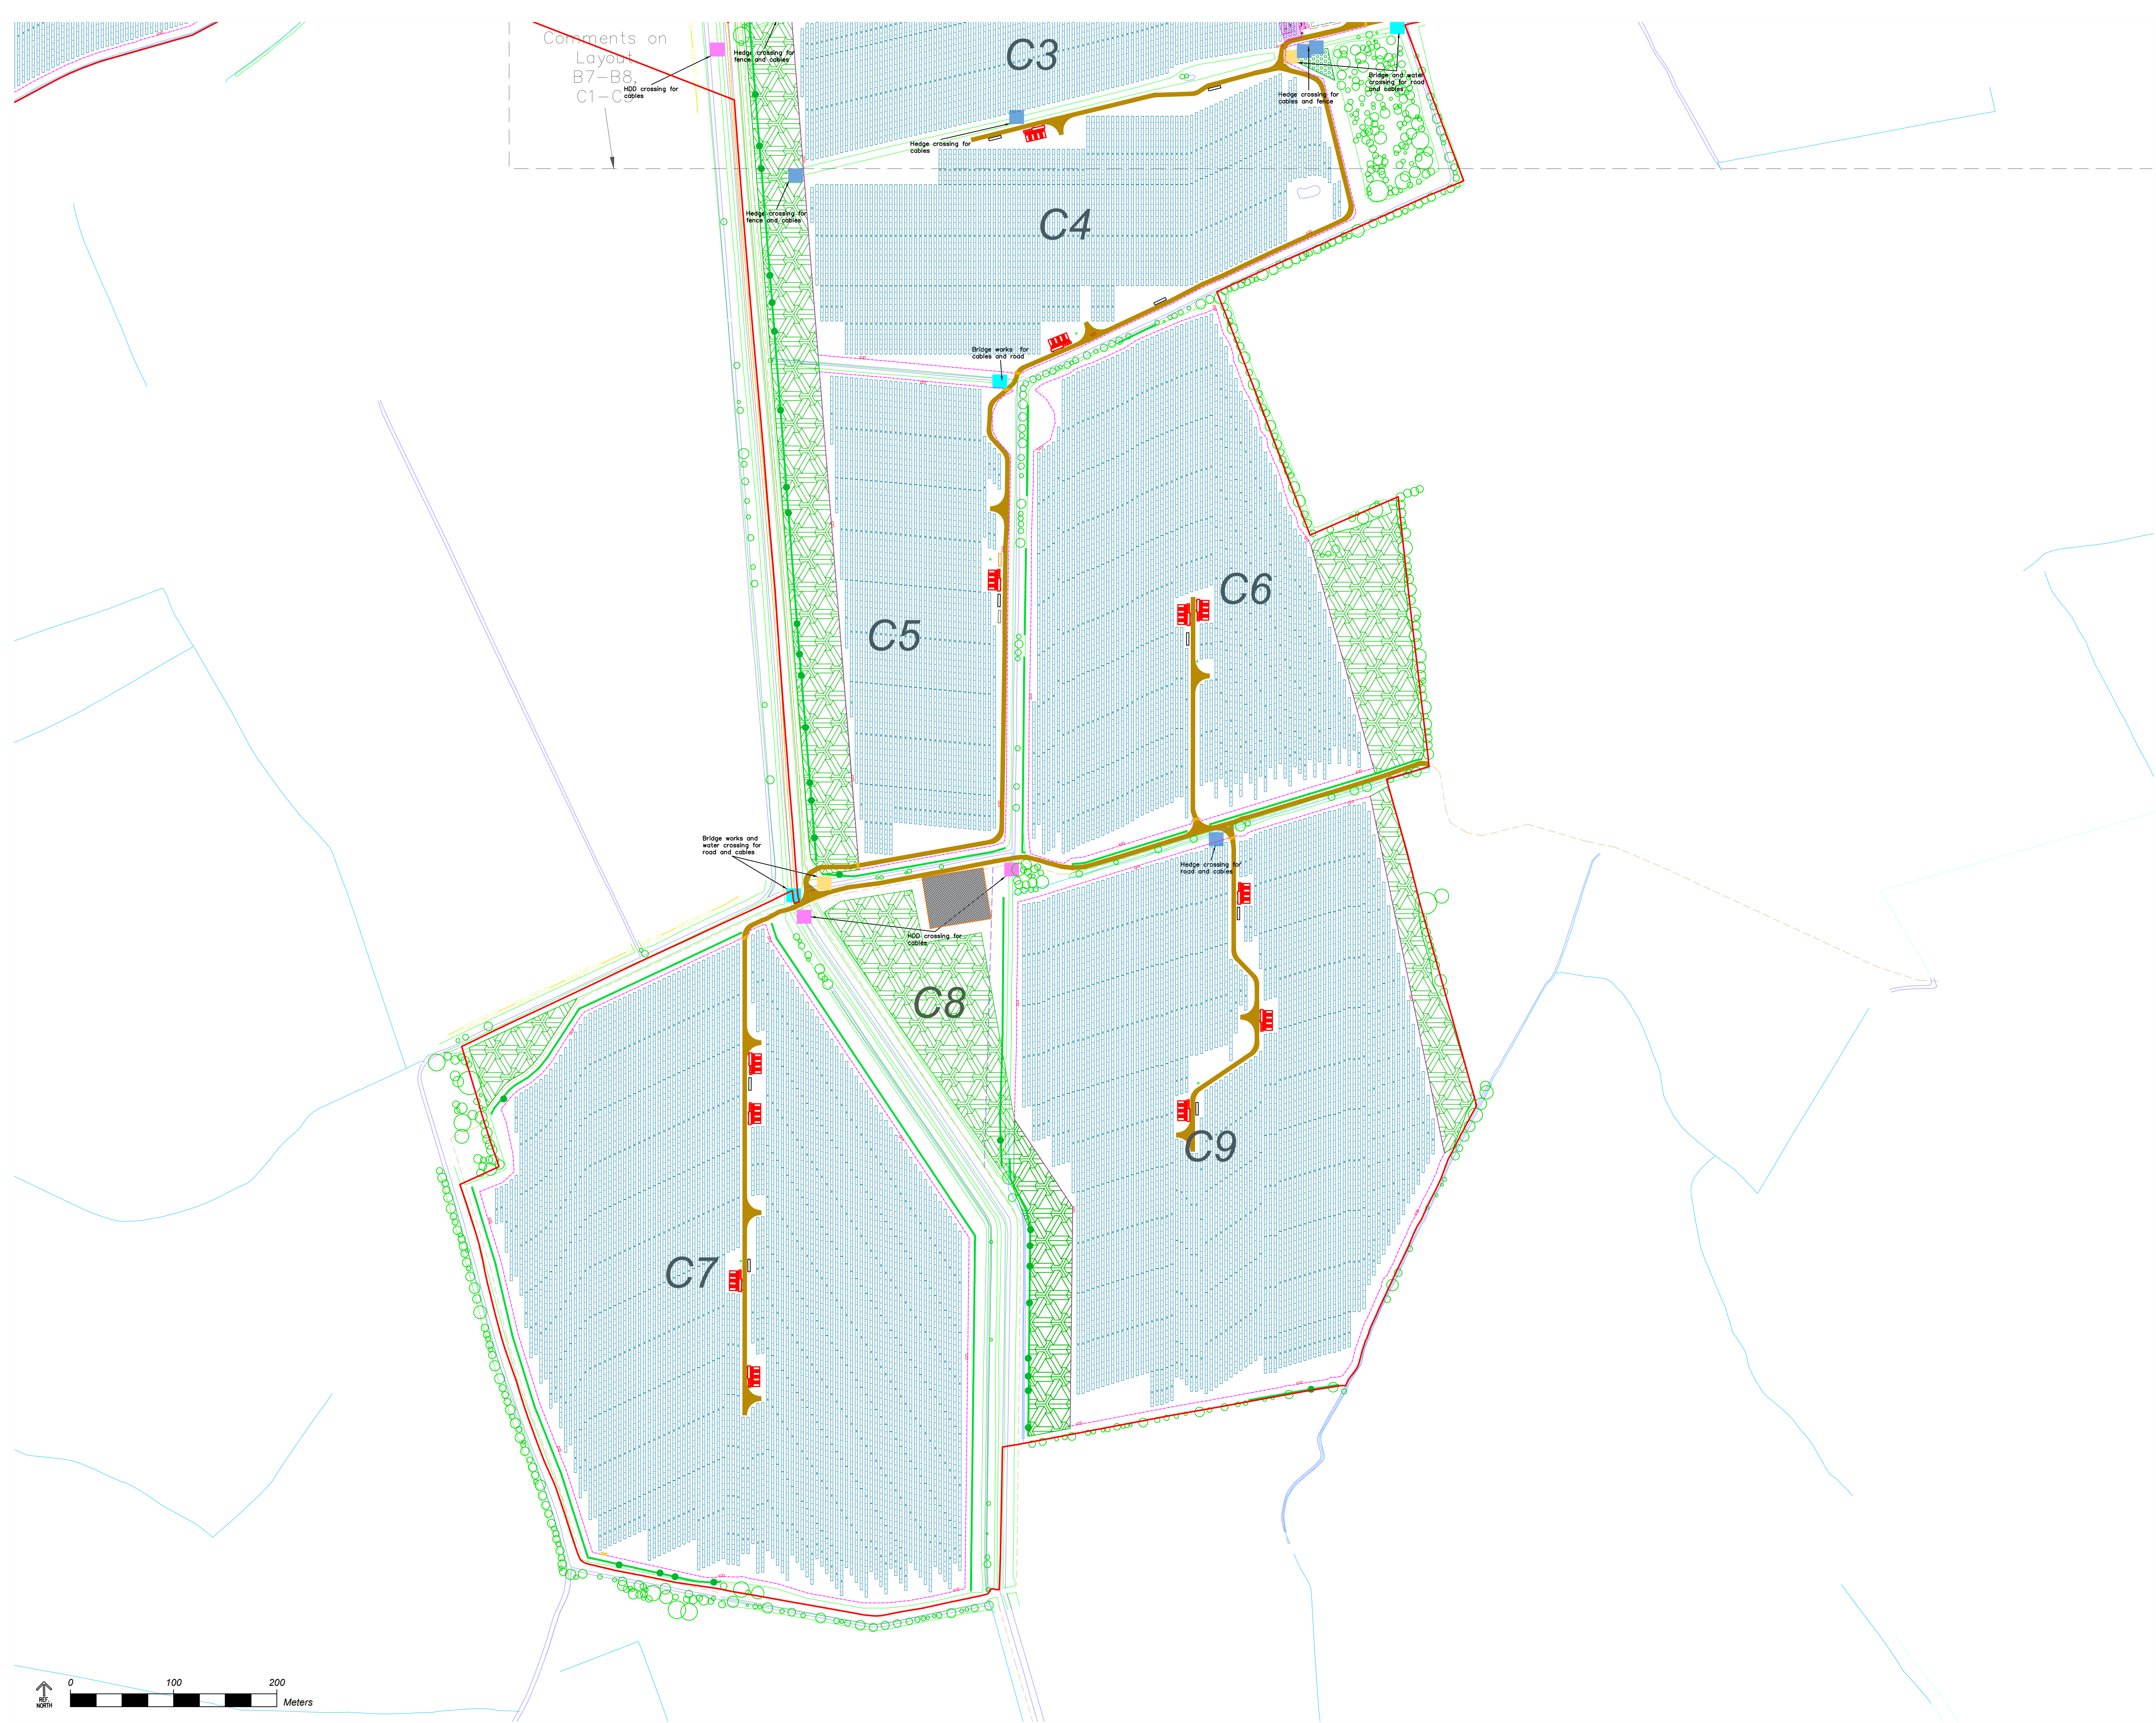 Comments on
Layout
B7-B8,
C1-C9
HDD crossing for
cables
Hedge crossing for
fence and cables
C3
Bridge and water
crossing for road
and cables
Hedge crossing for
cables and fence
Hedge crossing for
cables
Hedge crossing for
fence and cables
C4
Bridge works for
cables and road
C6
C5
Bridge works and
water crossing for
road and cables
Hedge crossing for
road and cables
HDD crossing for
cables
C8
C9
C7
REF.
NORTH
0 100 200
Meters